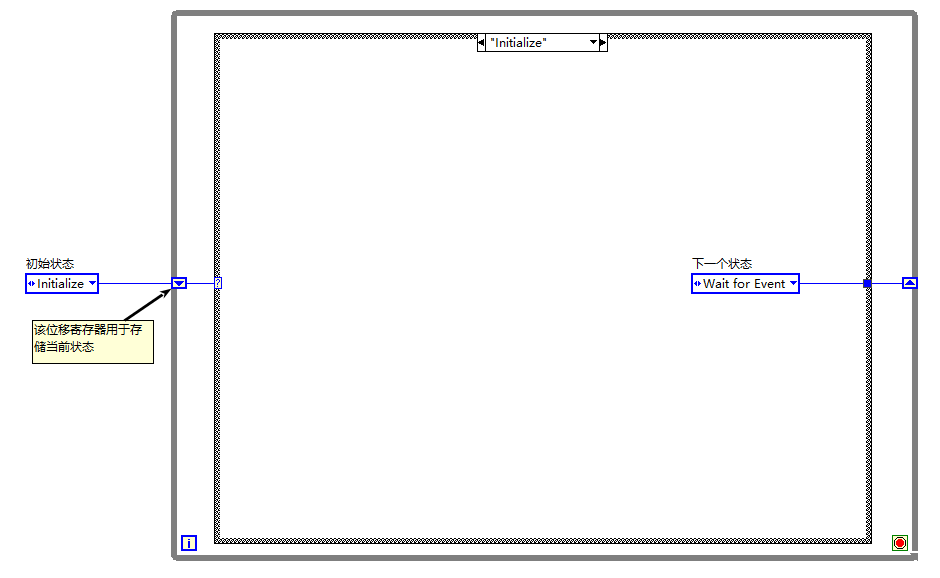 "Initialize"
初始状态
Initialize
?
下一个状态
Wait for Event
该位移寄存器用于存
储当前状态
i